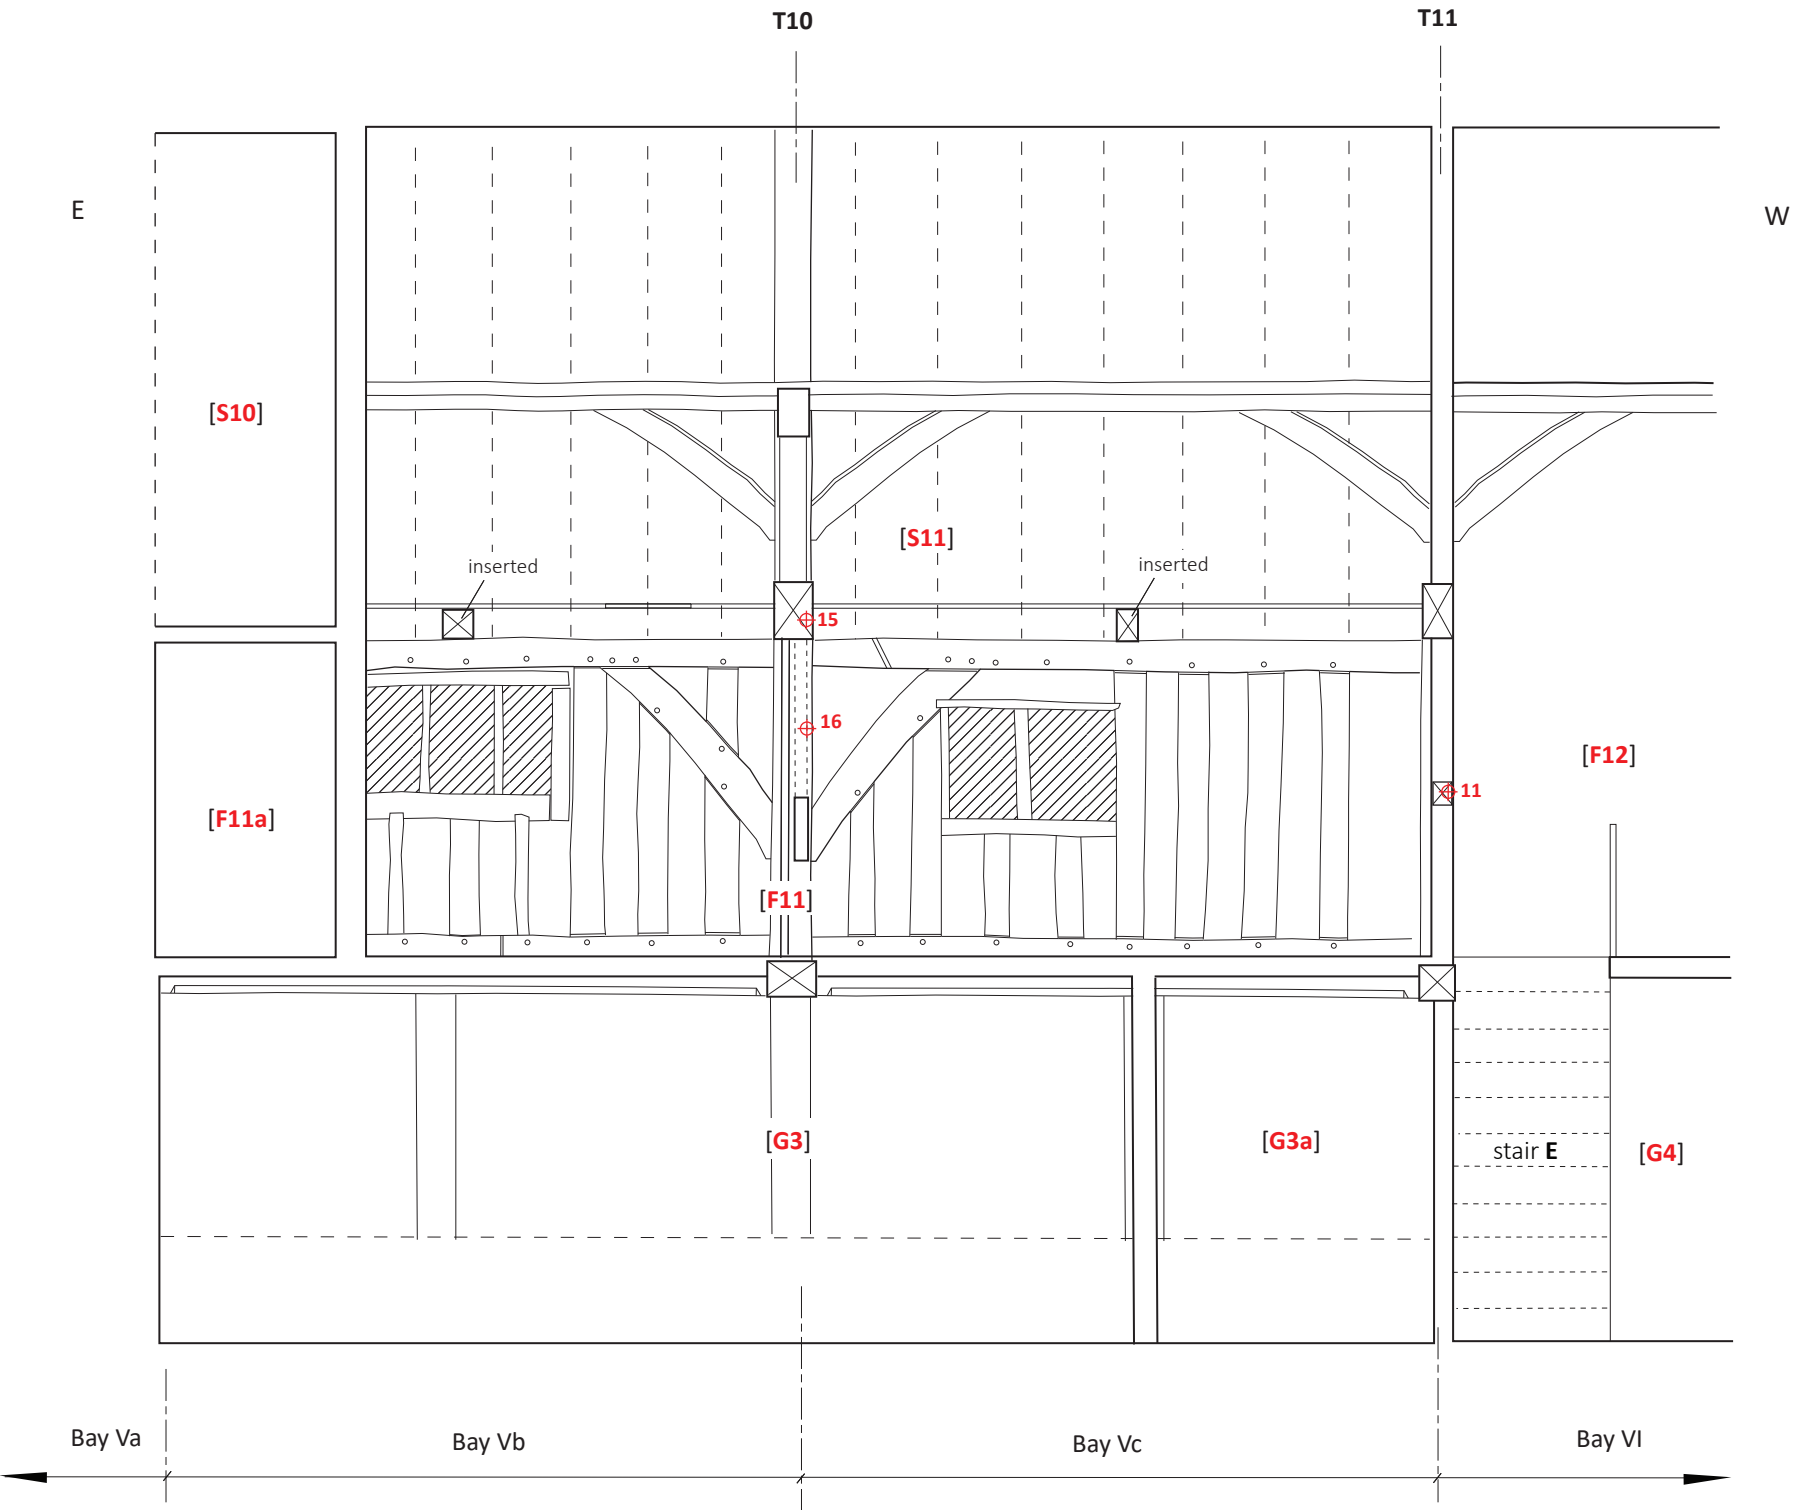 T10
T11
E
W
[S10]
[S11]
inserted
inserted
15
16
[F12]
11
[F11a]
[F11]
[G3]
[G3a]
stair E
[G4]
Bay Va
Bay Vb
Bay Vc
Bay VI